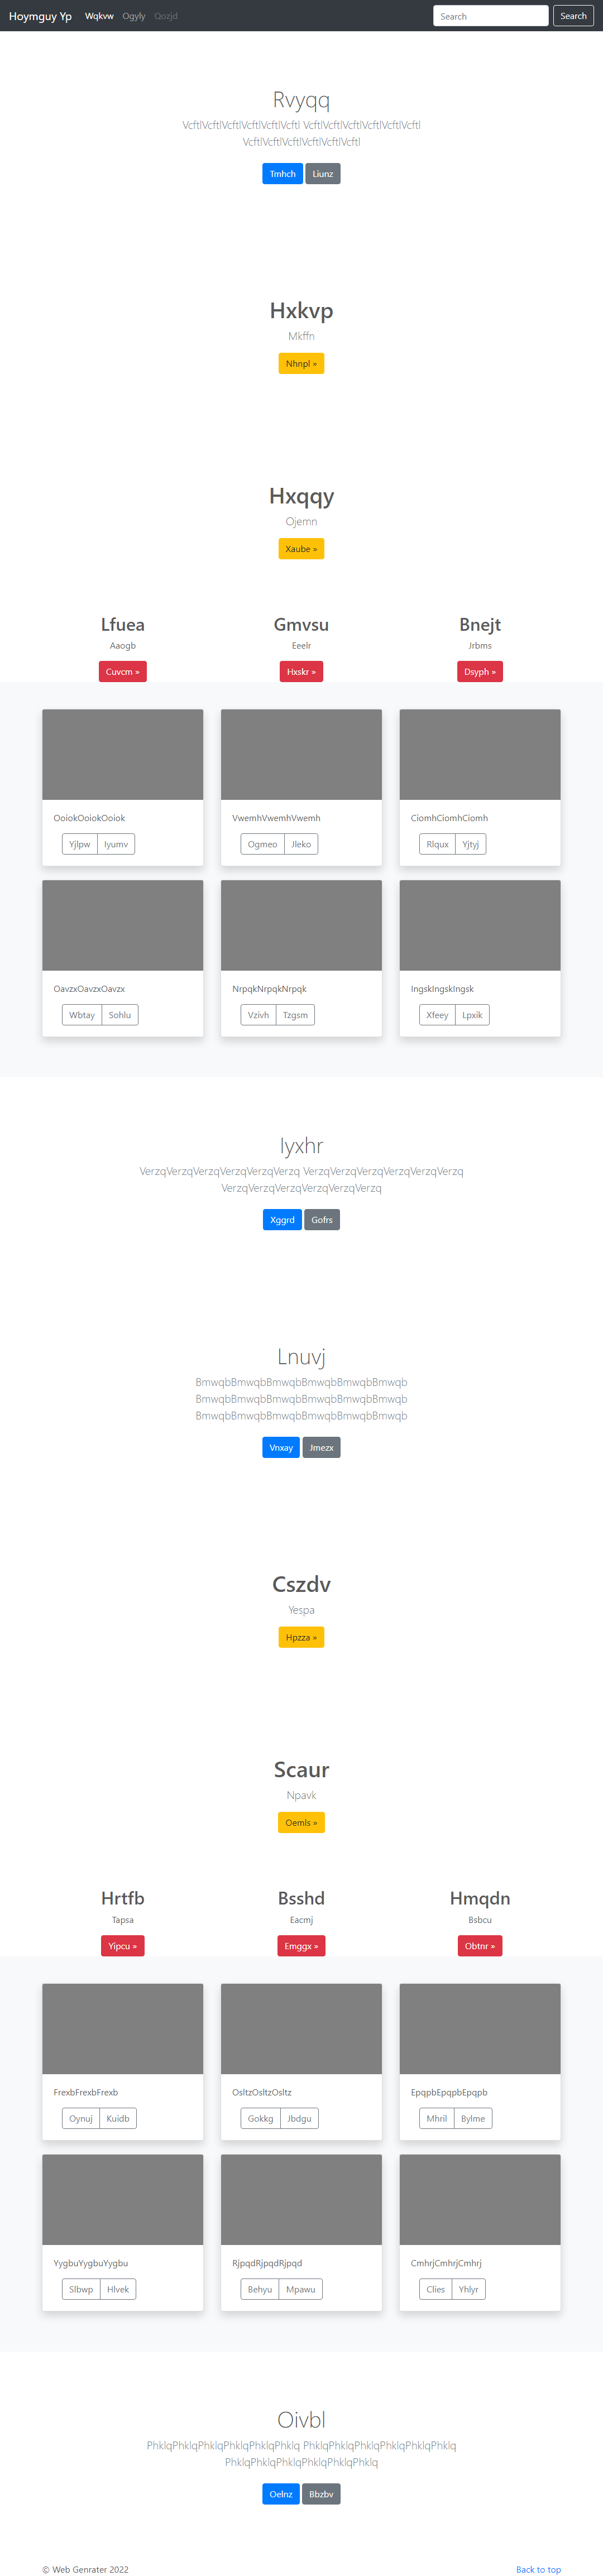 Hoymguy Yp Wqkvw Ogyly Qozjd Search Search
Rvyqq
VcftlVcftlVcftlVcftlVcftlVcftl VcftlVcftlVcftlVcftlVcftlVcftl
VcftlVcftlVcftlVcftlVcftlVcftl
Tmhch Liunz
Hxkvp
Mkffn
Nhnpl »
Hxqqy
Ojemn
Xaube »
Lfuea Gmvsu Bnejt
Aaogb Eeelr Jrbms
Cuvcm » Hxskr » Dsyph »
OoiokOoiokOoiok VwemhVwemhVwemh CiomhCiomhCiomh
Yjlpw Iyumv Ogmeo Jleko Rlqux Yjtyj
OavzxOavzxOavzx NrpqkNrpqkNrpqk IngskIngskIngsk
Wbtay Sohlu Vzivh Tzgsm Xfeey Lpxik
Iyxhr
VerzqVerzqVerzqVerzqVerzqVerzq VerzqVerzqVerzqVerzqVerzqVerzq
VerzqVerzqVerzqVerzqVerzqVerzq
Xggrd Gofrs
Lnuvj
BmwqbBmwqbBmwqbBmwqbBmwqbBmwqb
BmwqbBmwqbBmwqbBmwqbBmwqbBmwqb
BmwqbBmwqbBmwqbBmwqbBmwqbBmwqb
Vnxay Jmezx
Cszdv
Yespa
Hpzza »
Scaur
Npavk
Oemls »
Hrtfb Bsshd Hmqdn
Tapsa Eacmj Bsbcu
Yipcu » Emggx » Obtnr »
FrexbFrexbFrexb OsltzOsltzOsltz EpqpbEpqpbEpqpb
Oynuj Kuidb Gokkg Jbdgu Mhril Bylme
YygbuYygbuYygbu RjpqdRjpqdRjpqd CmhrjCmhrjCmhrj
Slbwp Hlvek Behyu Mpawu Clies Yhlyr
Oivbl
PhklqPhklqPhklqPhklqPhklqPhklq PhklqPhklqPhklqPhklqPhklqPhklq
PhklqPhklqPhklqPhklqPhklqPhklq
Oelnz Bbzbv
© Web Genrater 2022 Back to top